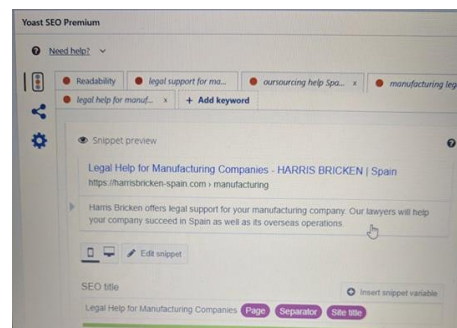 Yoast SEO Premium
Need help?
Readability
legal support for ma...
oursourcing help Spa... x
manufacturing leg
legal help for manuf... x
+ Add keyword
Snippet preview
Legal Help for Manufacturing Companies - HARRIS BRICKEN | Spain
https://harrisbricken-spain.com › manufacturing
Harris Bricken offers legal support for your manufacturing company. Our lawyers will help
your company succeed in Spain as well as its overseas operations.
Edit snippet
SEO title
Insert snippet variable
Legal Help for Manufacturing Companies Page Separator Site title